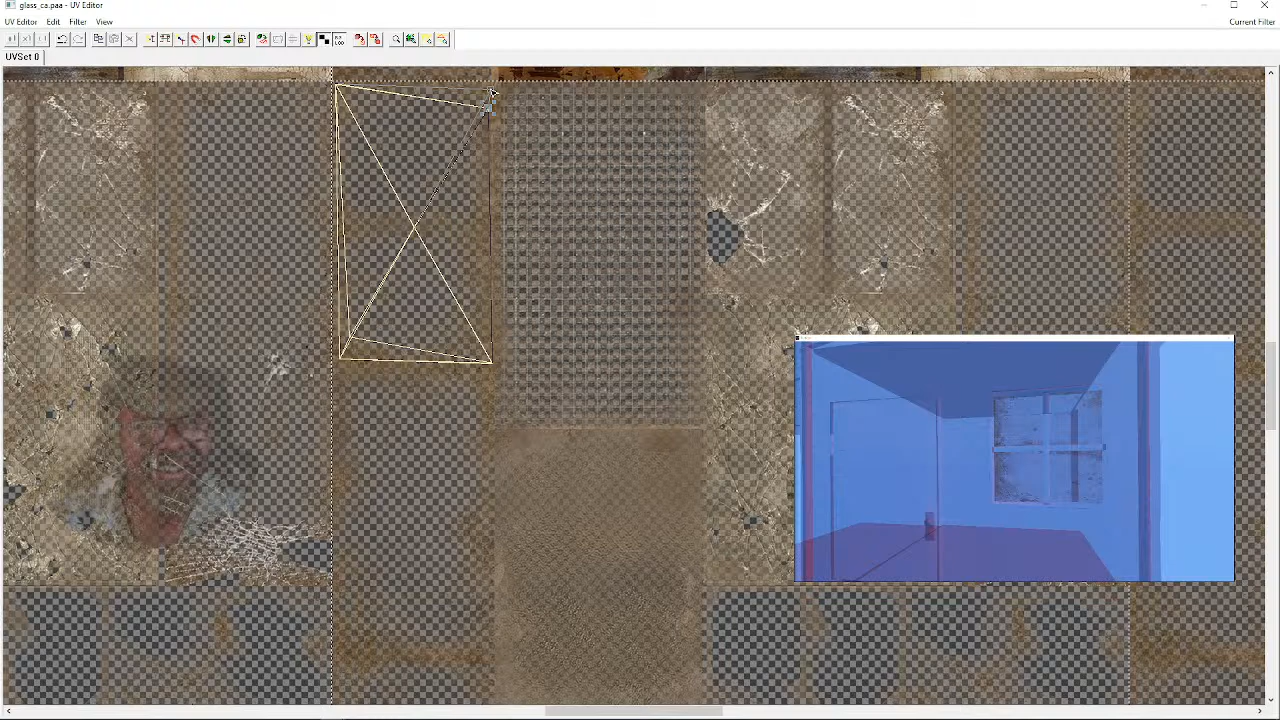 glass_ca.paa - UV Editor
UV Editor Edit Filter View
Current Filter
UVSet 0